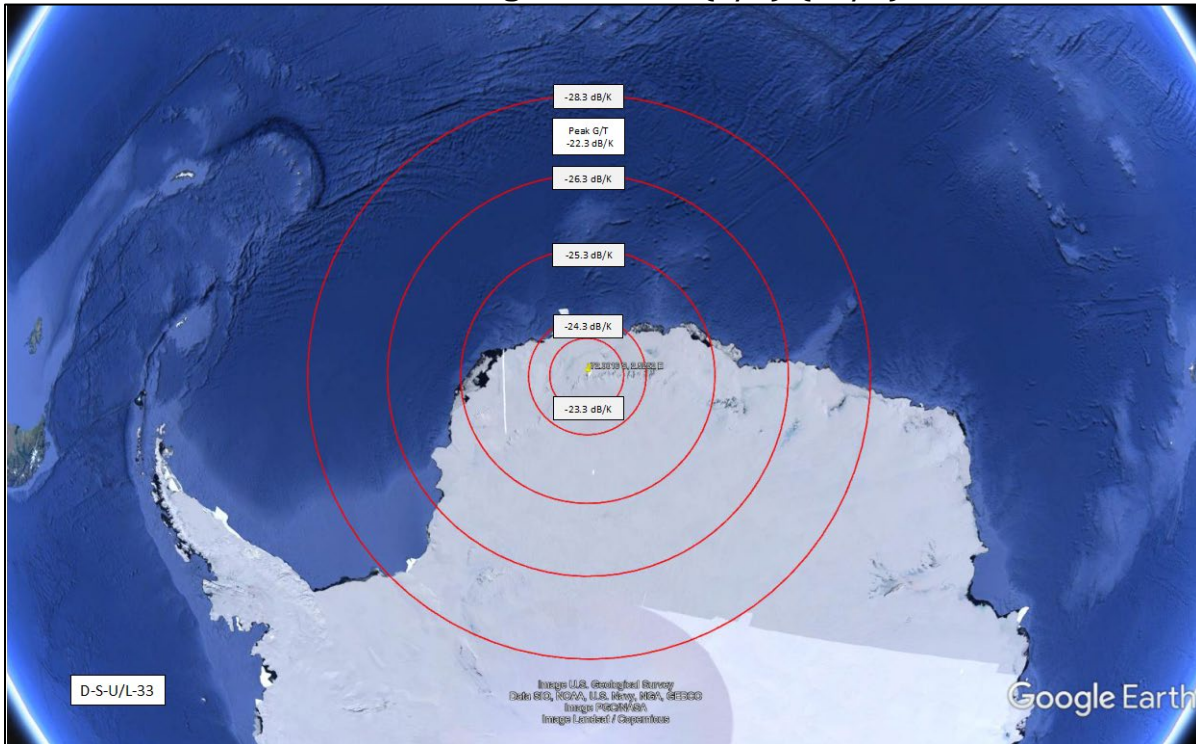 -28.3 dB/K
Peak G/T
-22.3 dB/K
-26.3 dB/K
-25.3 dB/K
-24.3 dB/K
-23.3 dB/K
D-S-U/L-33
Image U.S. Geological Survey
Data SIO, NOAA, U.S. Navy, NGA, GEBCO
Image PGC/NASA
Image Landsat / Copernicus
Google Earth